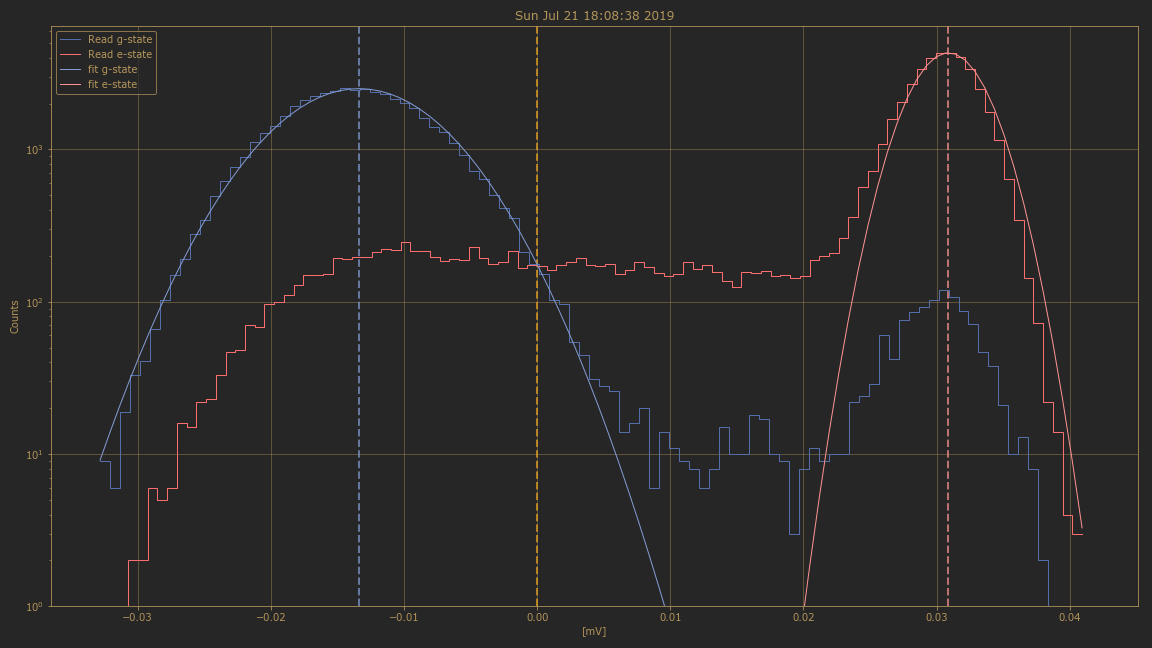 Sun Jul 21 18:08:38 2019
Read g-state
Read e-state
fit g-state
fit e-state
Counts
10³
10²
10¹
10⁰
−0.03 −0.02 −0.01 0.00 0.01 0.02 0.03 0.04
[mV]